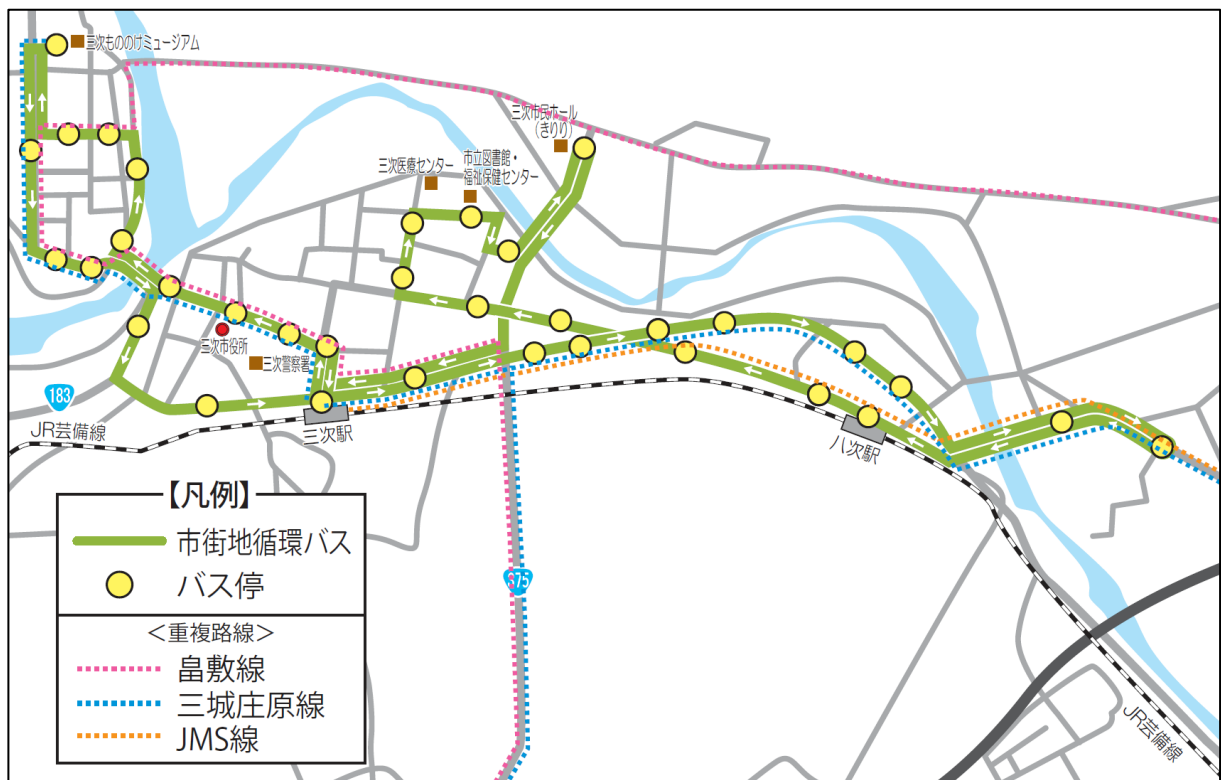 三次もののけミュージアム
三次市民ホール
（きりり）
三次医療センター
市立図書館・
福祉保健センター
三次市役所
三次警察署
183
JR芸備線
三次駅
八次駅
【凡例】
市街地循環バス
バス停
＜重複路線＞
畠敷線
三城庄原線
JMS線
375
JR芸備線